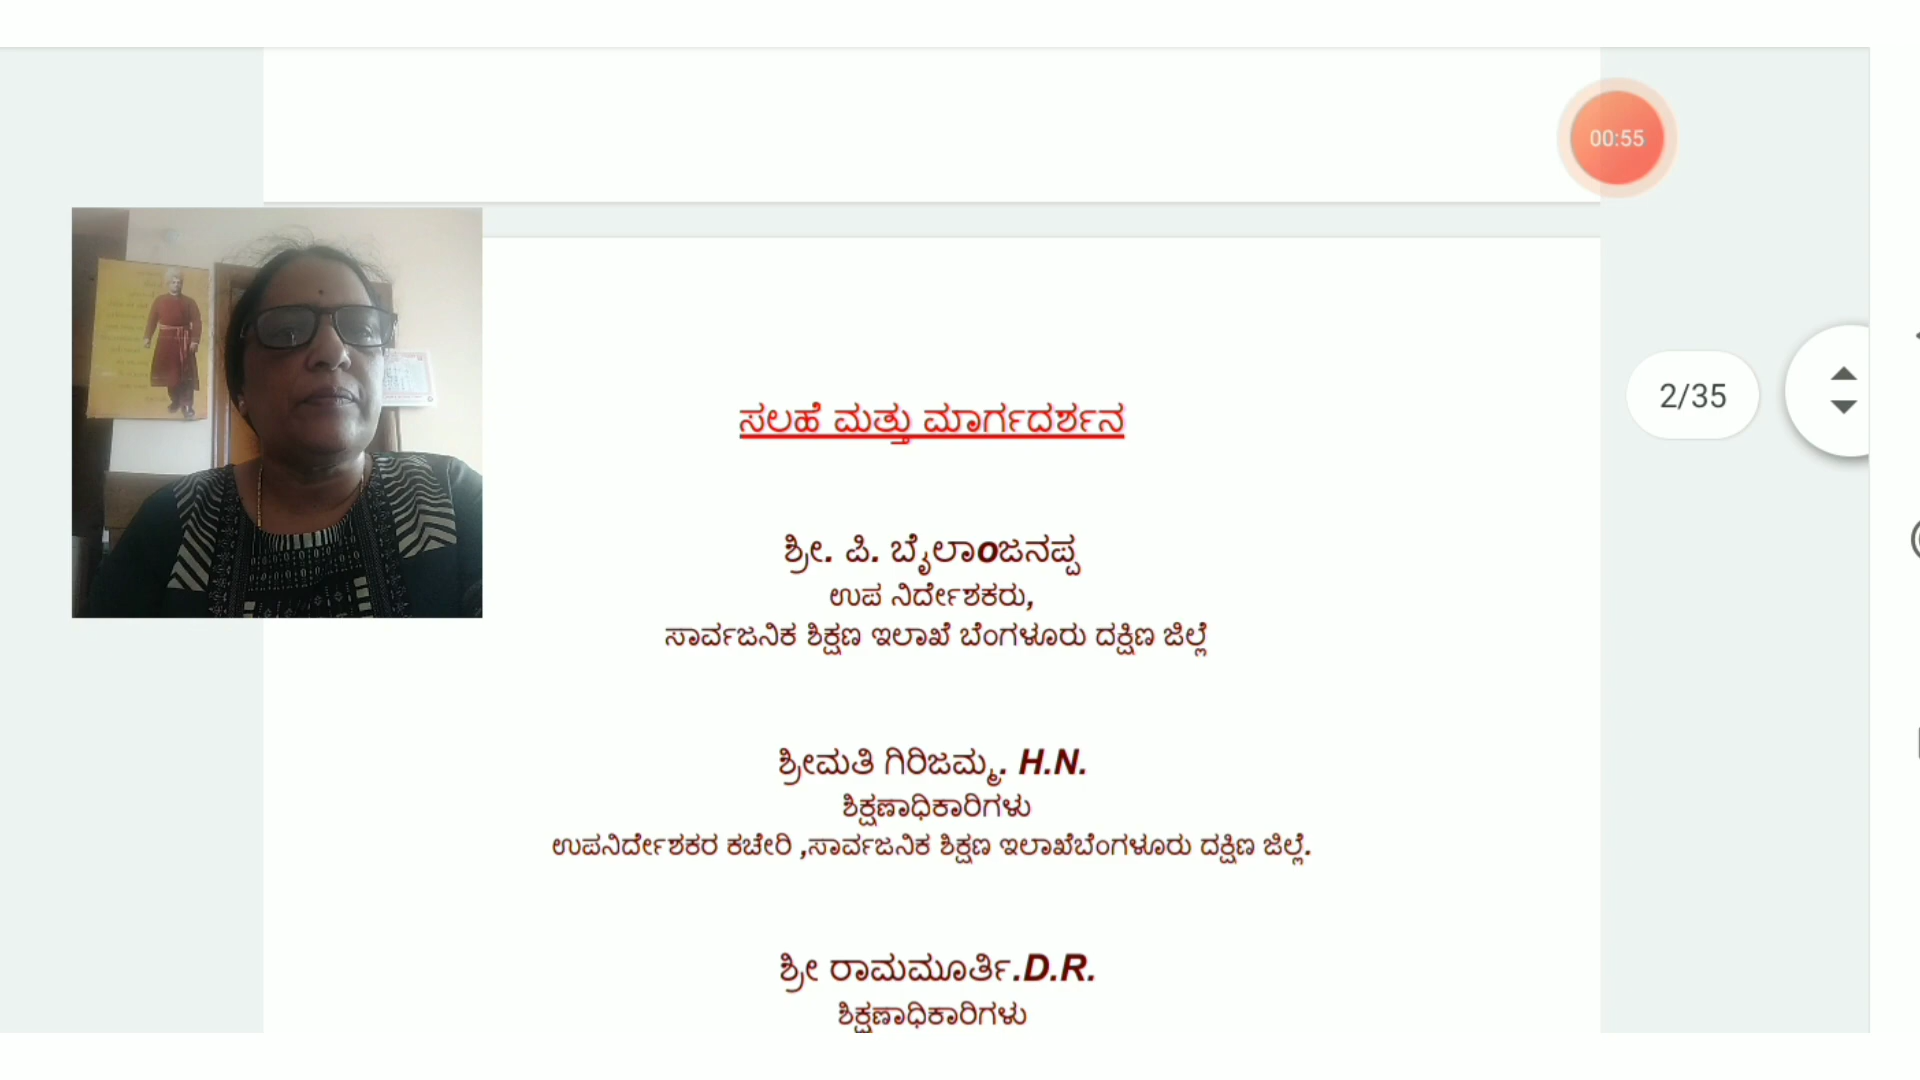 00:55
2/35
ಸಲಹೆ ಮತ್ತು ಮಾರ್ಗದರ್ಶನ
ಶ್ರೀ. ಪಿ. ಬೈಲಾoಜನಪ್ಪ
ಉಪ ನಿರ್ದೇಶಕರು,
ಸಾರ್ವಜನಿಕ ಶಿಕ್ಷಣ ಇಲಾಖೆ ಬೆಂಗಳೂರು ದಕ್ಷಿಣ ಜಿಲ್ಲೆ
ಶ್ರೀಮತಿ ಗಿರಿಜಮ್ಮ. H.N.
ಶಿಕ್ಷಣಾಧಿಕಾರಿಗಳು
ಉಪನಿರ್ದೇಶಕರ ಕಚೇರಿ ,ಸಾರ್ವಜನಿಕ ಶಿಕ್ಷಣ ಇಲಾಖೆಬೆಂಗಳೂರು ದಕ್ಷಿಣ ಜಿಲ್ಲೆ.
ಶ್ರೀ ರಾಮಮೂರ್ತಿ.D.R.
ಶಿಕ್ಷಣಾಧಿಕಾರಿಗಳು